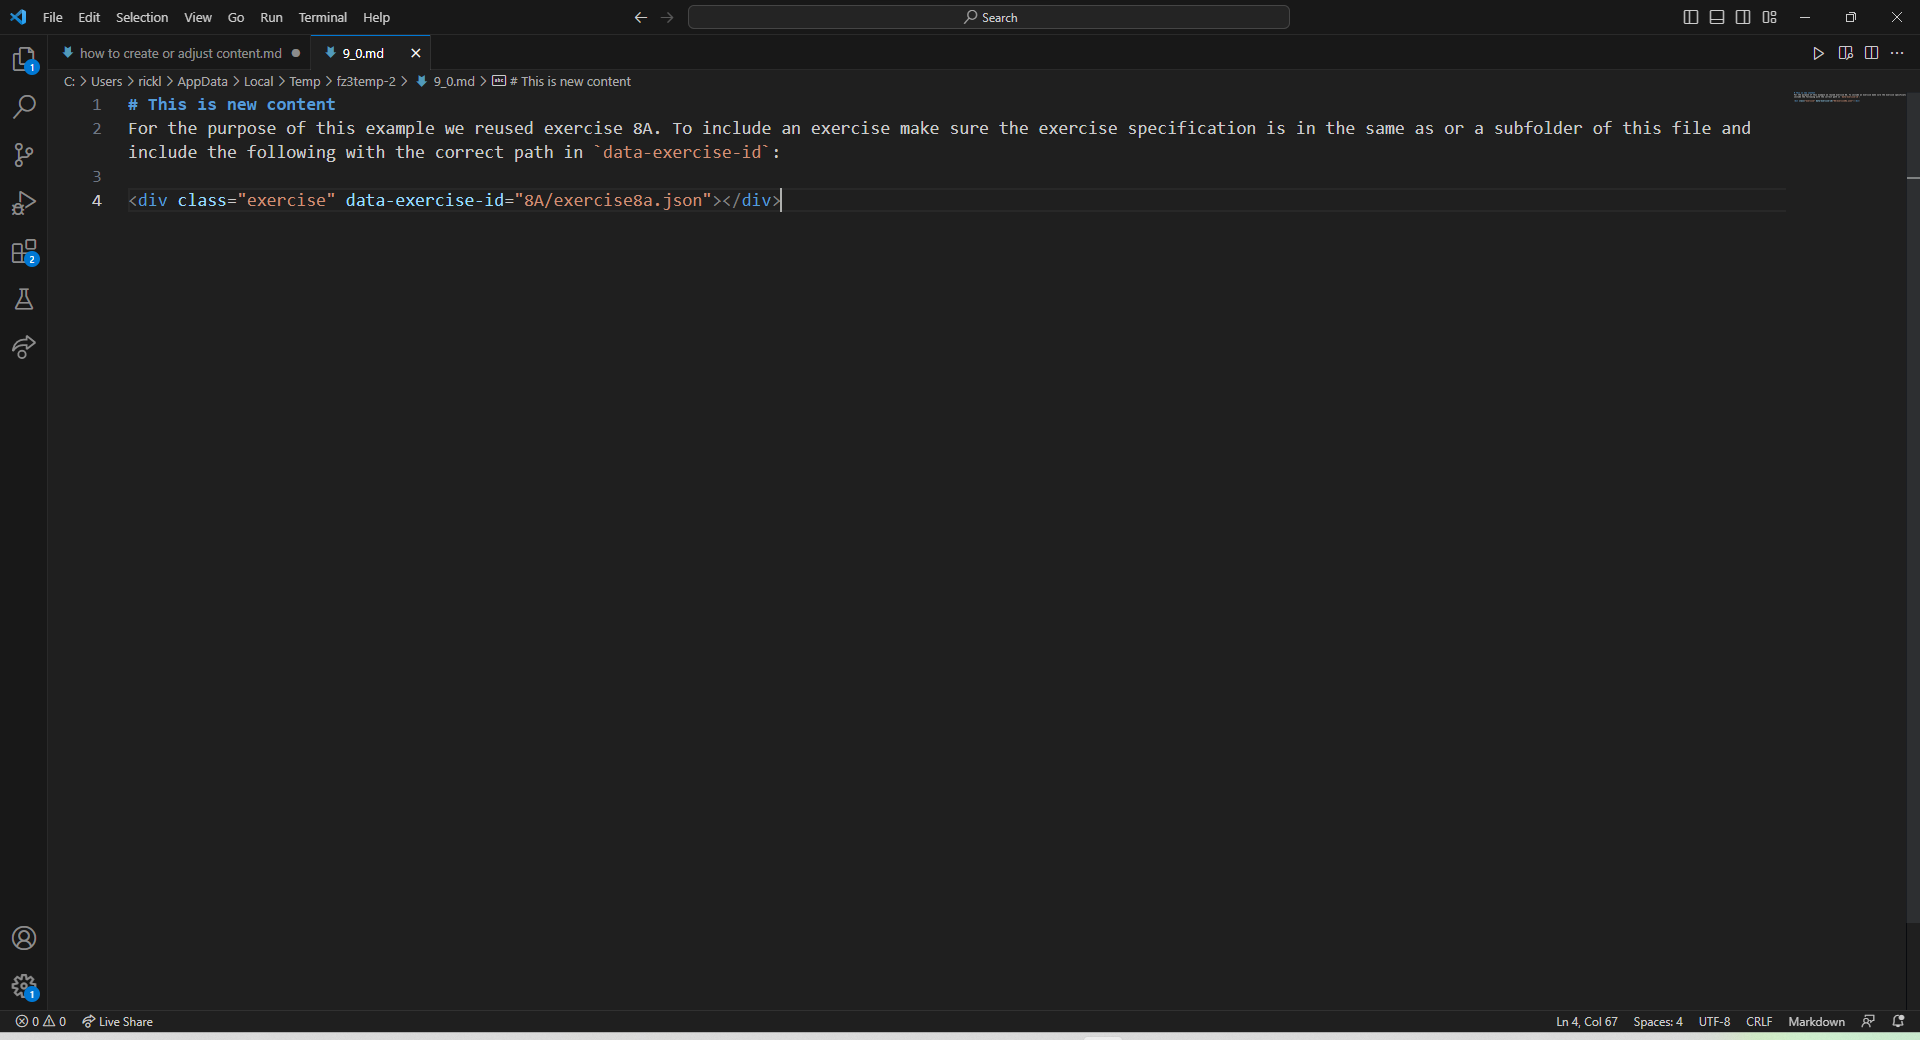 File Edit Selection View Go Run Terminal Help Search
how to create or adjust content.md 9_0.md
C: > Users > rickl > AppData > Local > Temp > fz3temp-2 > 9_0.md > # This is new content
1 # This is new content
2 For the purpose of this example we reused exercise 8A. To include an exercise make sure the exercise specification is in the same as or a subfolder of this file and
include the following with the correct path in `data-exercise-id`:
3
4 <div class="exercise" data-exercise-id="8A/exercise8a.json"></div>
1
2
1
0 0 Live Share Ln 4, Col 67 Spaces: 4 UTF-8 CRLF Markdown